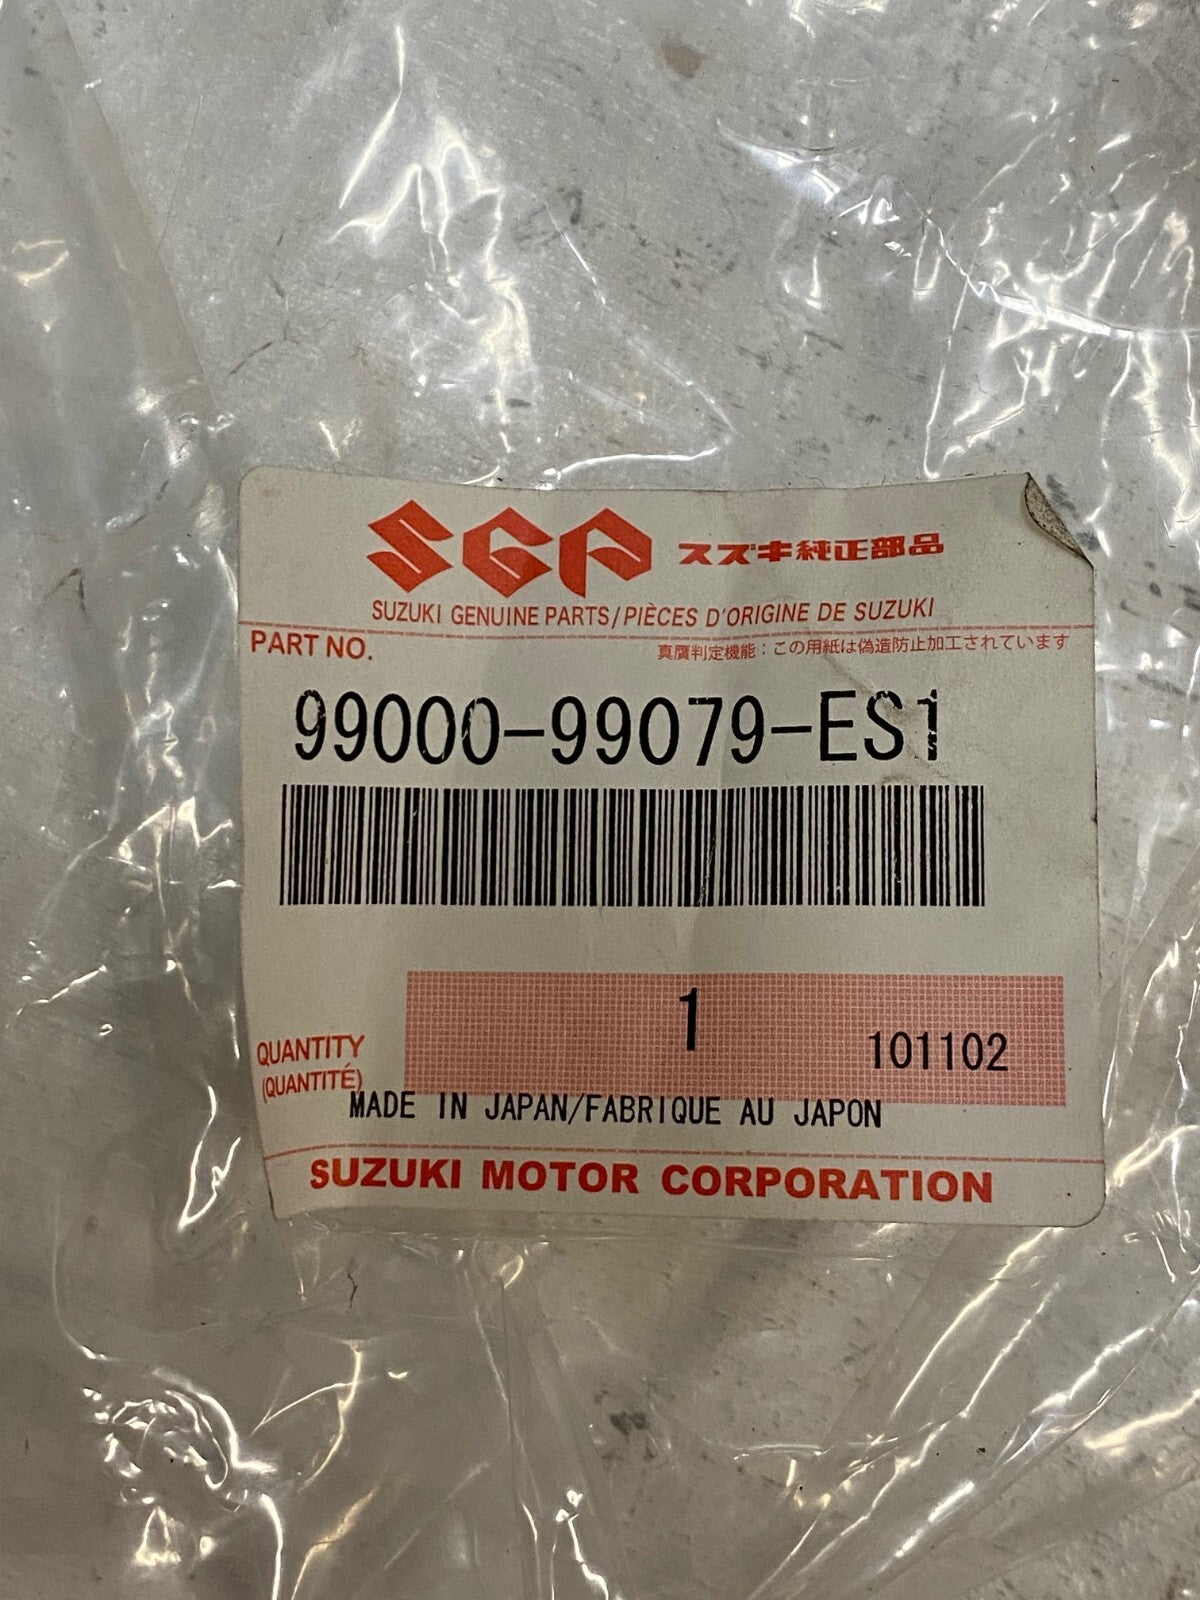 SGP スズキ純正部品
SUZUKI GENUINE PARTS/PIÈCES D'ORIGINE DE SUZUKI
PART NO.
真贋判定機能：この用紙は偽造防止加工されています
99000-99079-ES1
1
101102
QUANTITY
(QUANTITÉ)
MADE IN JAPAN/FABRIQUE AU JAPON
SUZUKI MOTOR CORPORATION